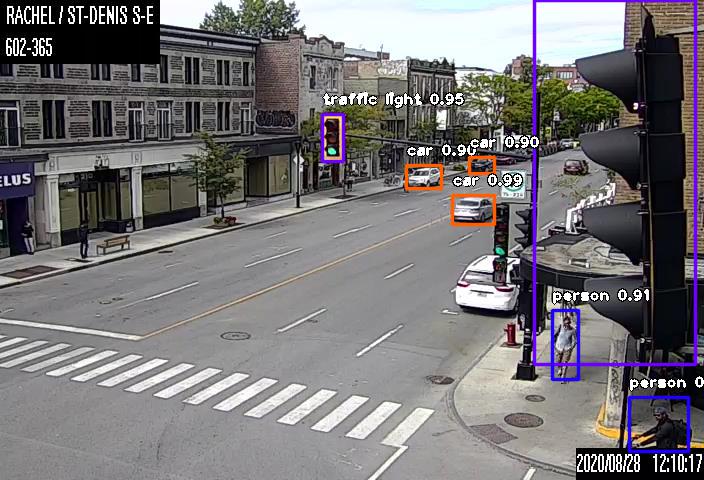 RACHEL / ST-DENIS S-E
602-365
traffic light 0.95
car 0.90
car 0.90
car 0.99
ELUS
person 0.91
person 0
2020/08/28 12:10:17